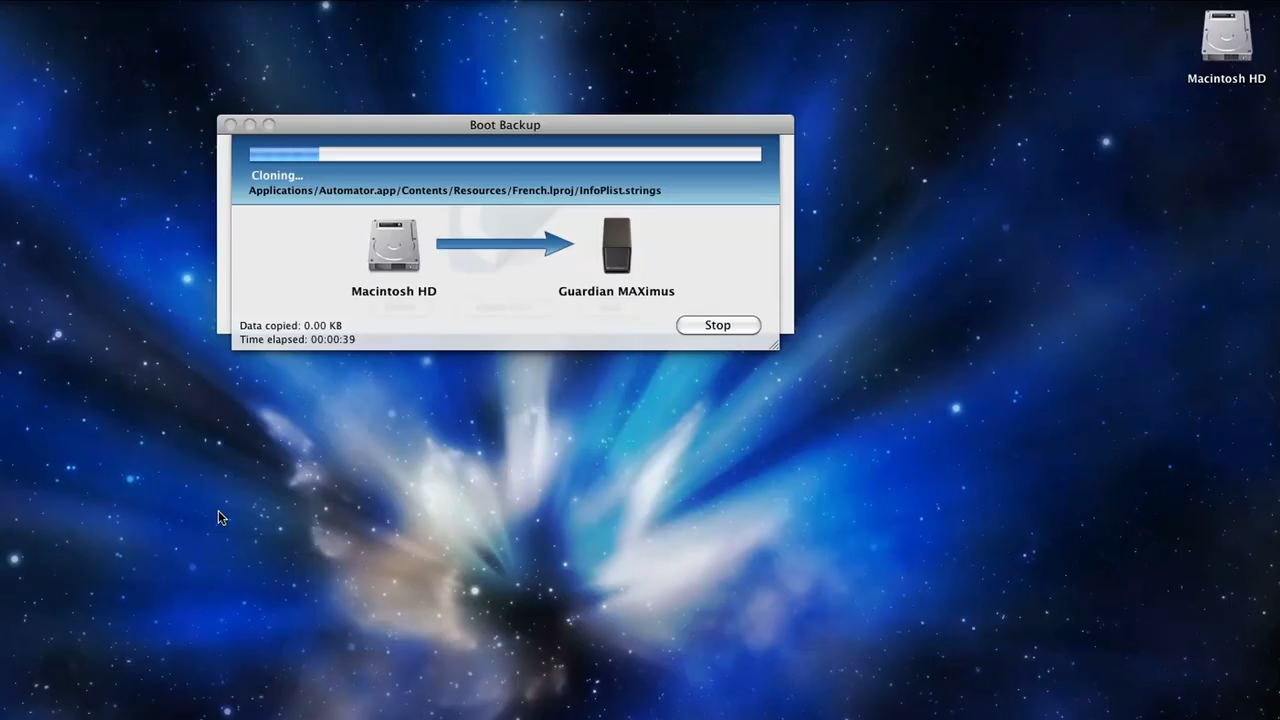 Macintosh HD
Boot Backup
Cloning...
Applications/Automator.app/Contents/Resources/French.lproj/InfoPlist.strings
Macintosh HD
Guardian MAXimus
Data copied: 0.00 KB
Stop
Time elapsed: 00:00:39